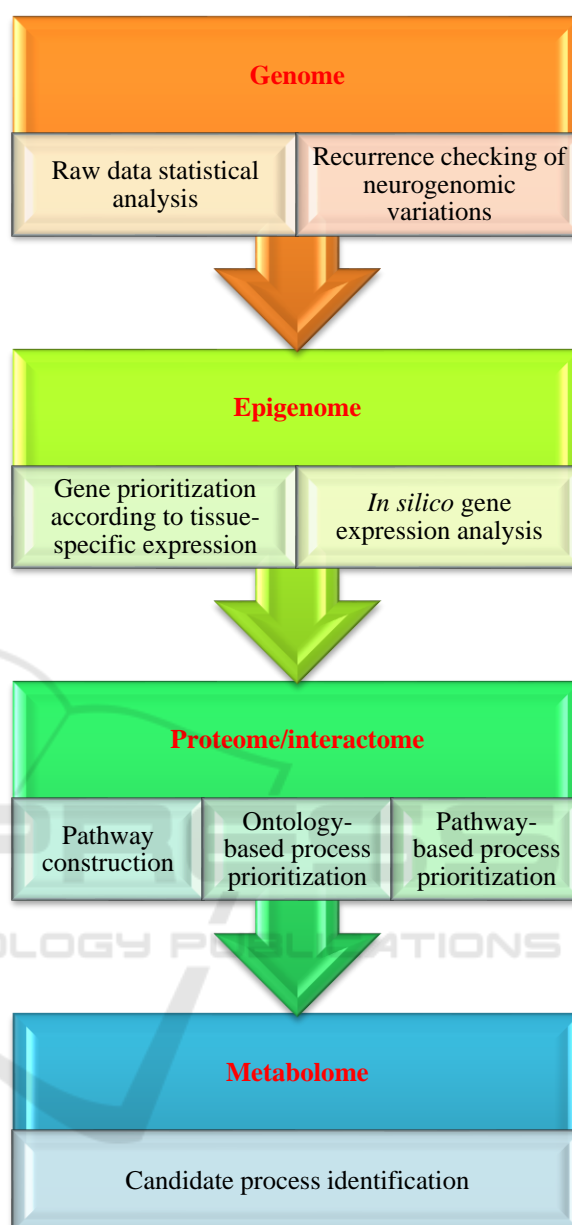 Genome
Raw data statistical
analysis
Recurrence checking of
neurogenomic
variations
Epigenome
Gene prioritization
according to tissue-
specific expression
In silico gene
expression analysis
Proteome/interactome
Pathway
construction
Ontology-
based process
prioritization
Pathway-
based process
prioritization
Metabolome
Candidate process identification